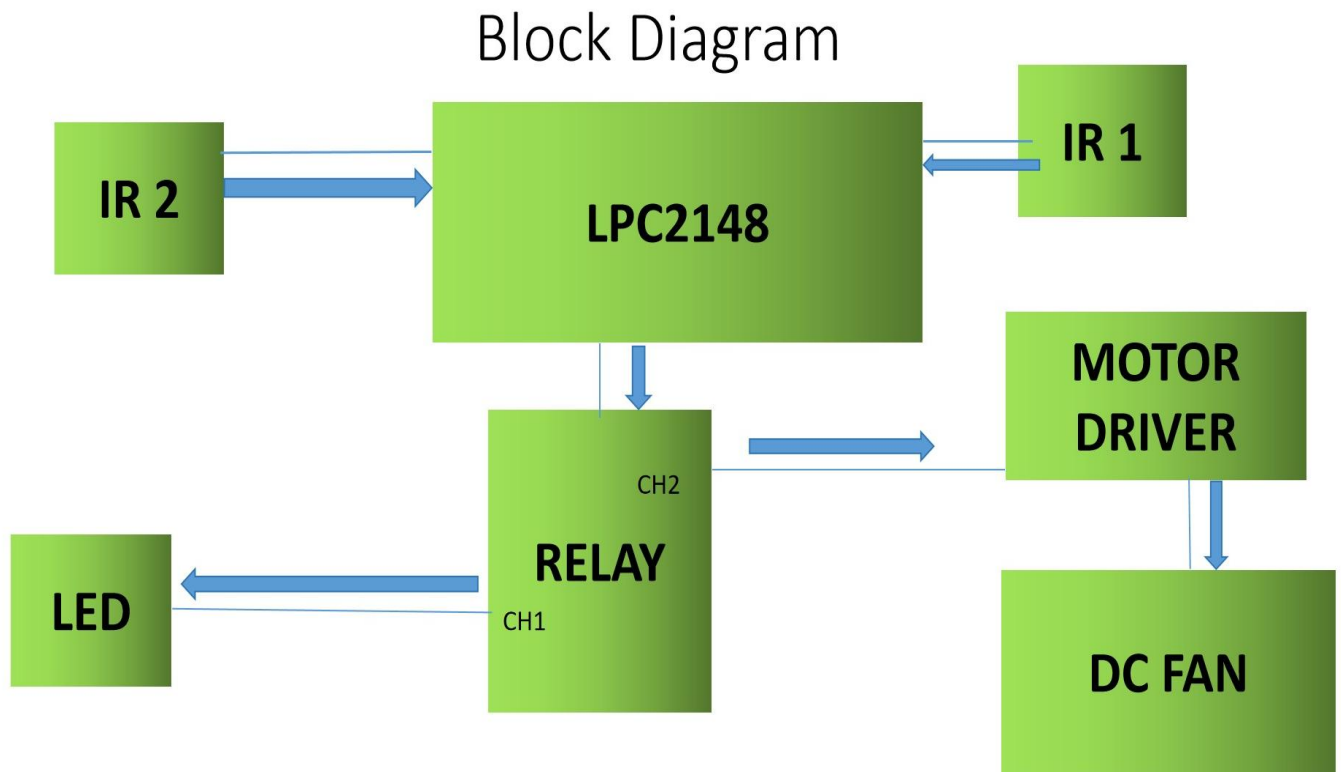 Block Diagram
IR 2
LPC2148
IR 1
MOTOR
DRIVER
CH2
RELAY
CH1
LED
DC FAN